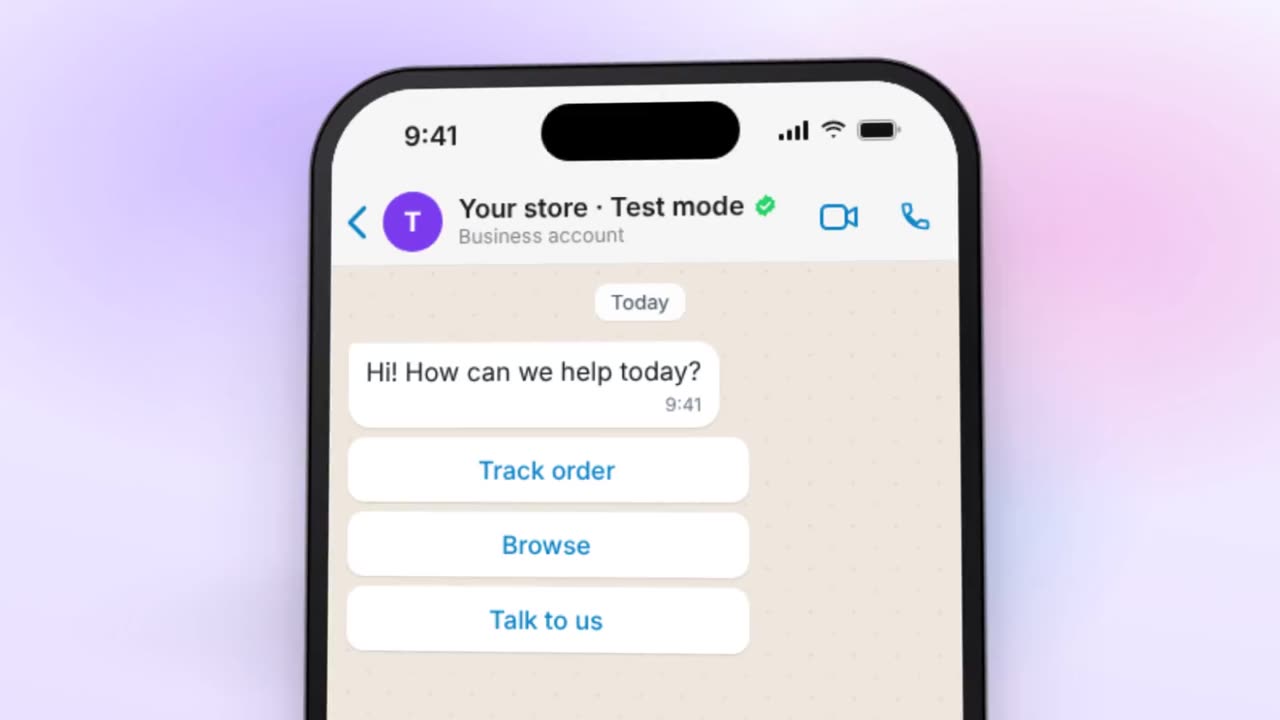 9:41
T
Your store · Test mode
Business account
Today
Hi! How can we help today?
9:41
Track order
Browse
Talk to us